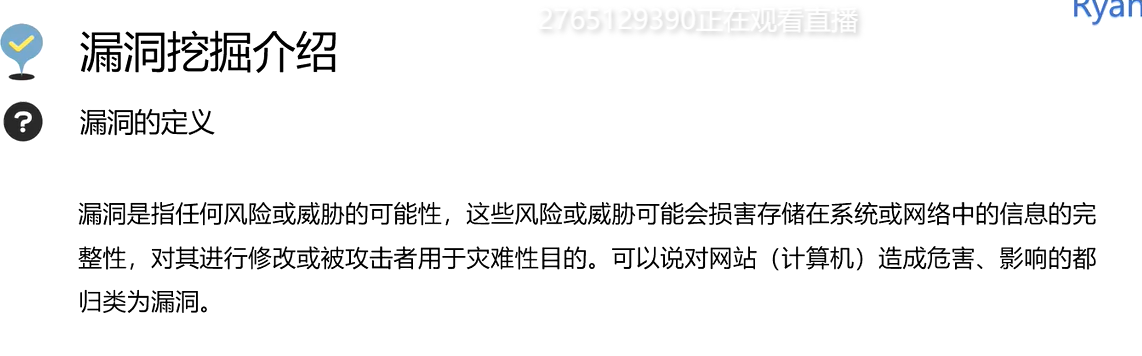 2765129390正在观看直播
Ryan
漏洞挖掘介绍
?
漏洞的定义
漏洞是指任何风险或威胁的可能性，这些风险或威胁可能会损害存储在系统或网络中的信息的完
整性，对其进行修改或被攻击者用于灾难性目的。可以说对网站（计算机）造成危害、影响的都
归类为漏洞。